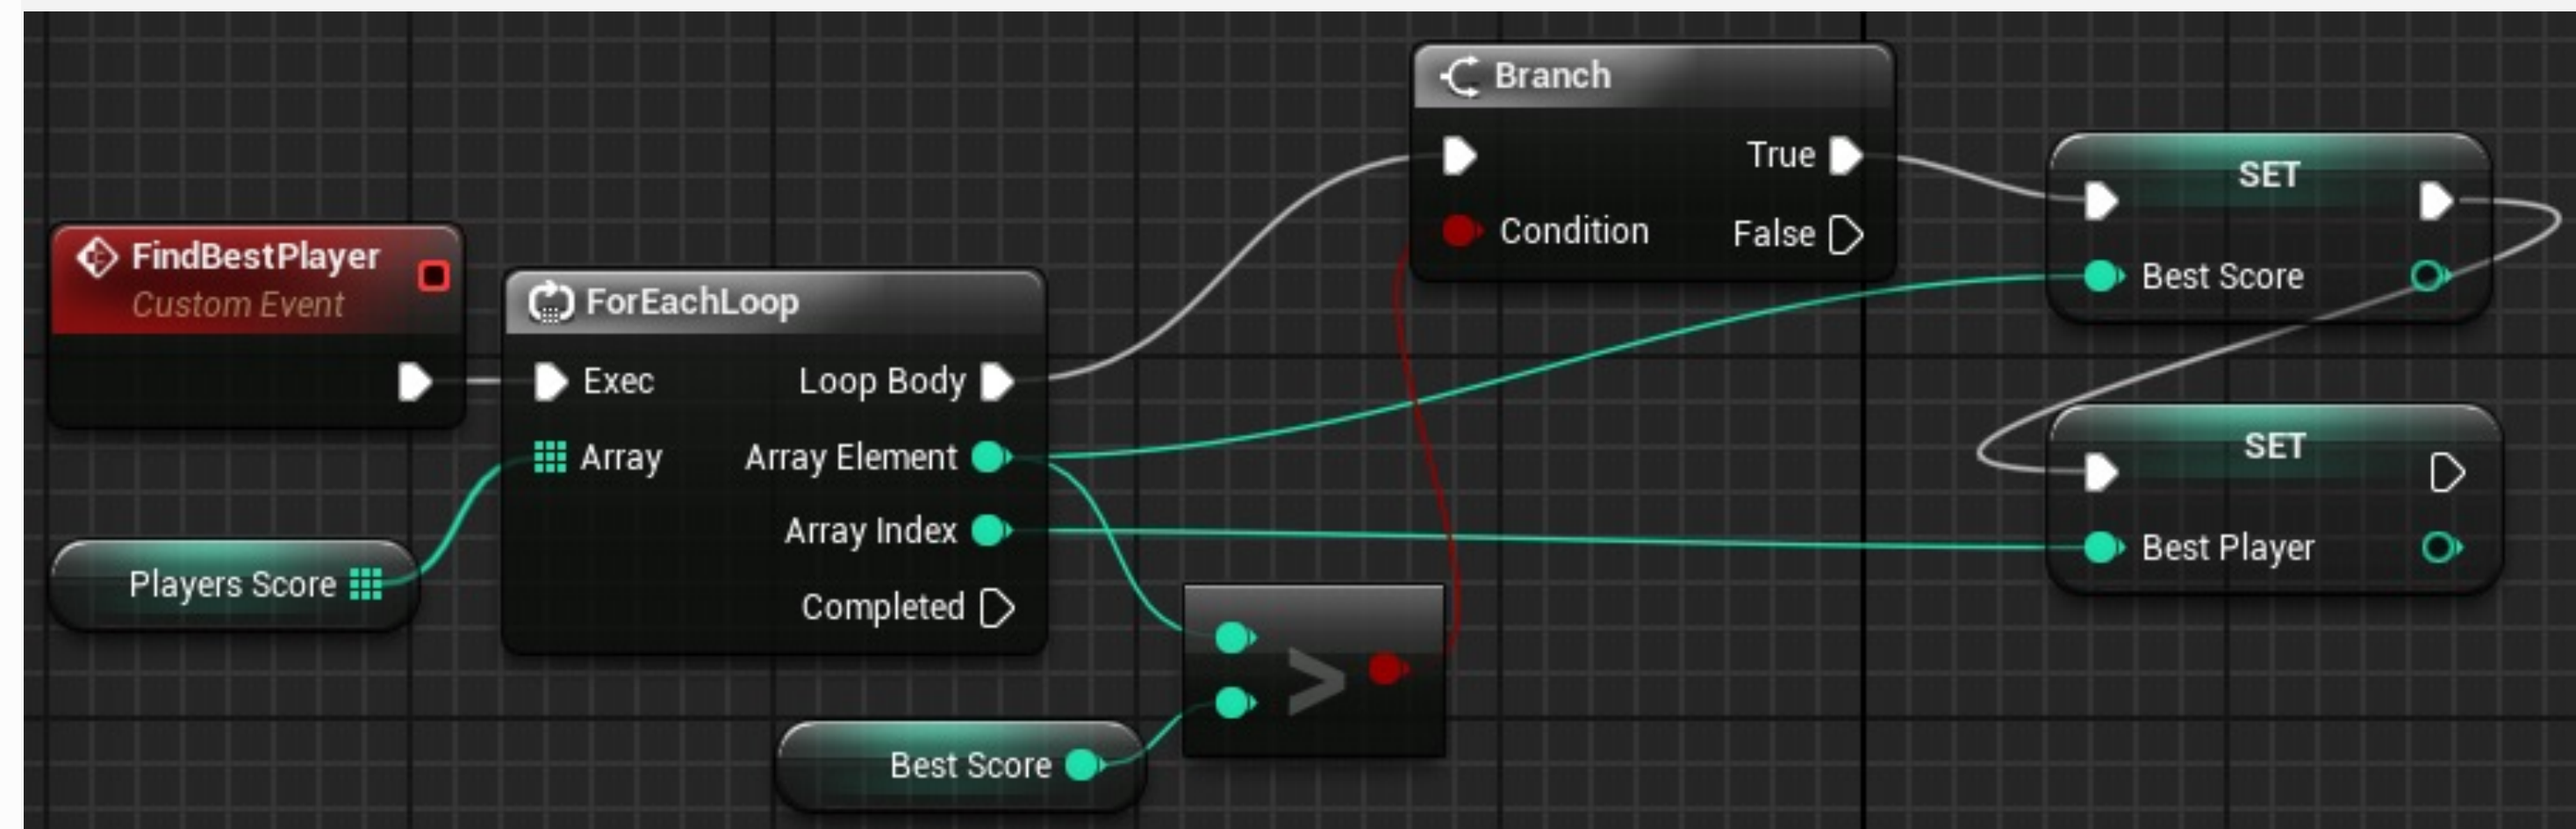 FindBestPlayer
Custom Event
Players Score
ForEachLoop
Exec
Loop Body
Array
Array Element
Array Index
Completed
Best Score
>
Branch
True
Condition
False
SET
Best Score
SET
Best Player